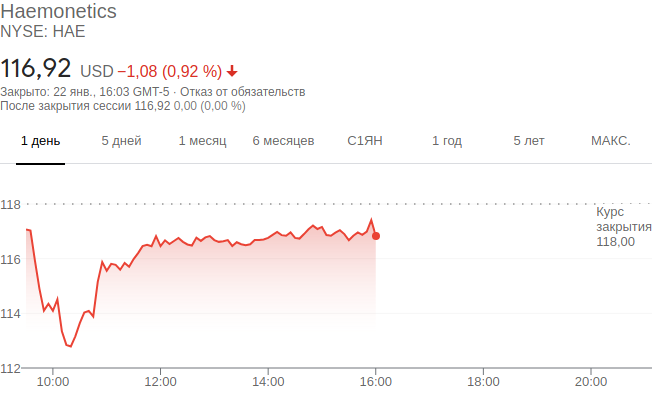 Haemonetics
NYSE: HAE
116,92 USD −1,08 (0,92 %)
Закрыто: 22 янв., 16:03 GMT-5 · Отказ от обязательств
После закрытия сессии 116,92 0,00 (0,00 %)
1 день 5 дней 1 месяц 6 месяцев С1ЯН 1 год 5 лет МАКС.
118
Курс
закрытия
118,00
116
114
112
10:00 12:00 14:00 16:00 18:00 20:00